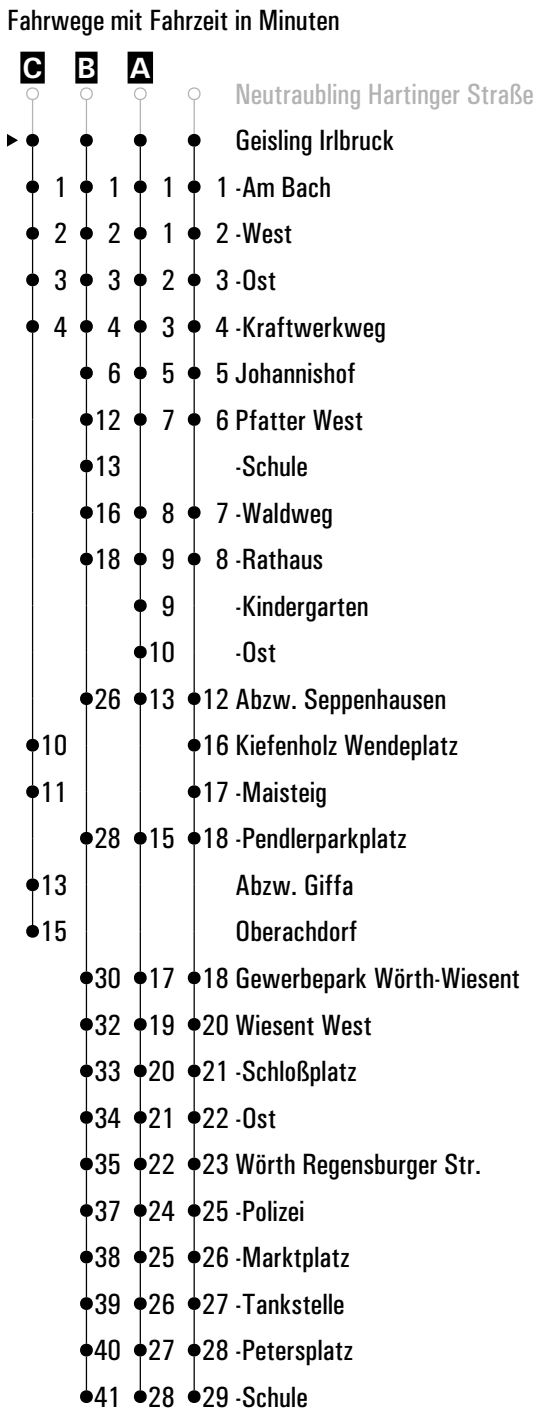 Fahrwege mit Fahrzeit in Minuten
C B A
Neutraubling Hartinger Straße
Geisling Irlbruck
1 1 1 1 -Am Bach
2 2 1 2 -West
3 3 2 3 -Ost
4 4 3 4 -Kraftwerkweg
6 5 5 Johannishof
12 7 6 Pfatter West
13 -Schule
16 8 7 -Waldweg
18 9 8 -Rathaus
9 -Kindergarten
10 -Ost
26 13 12 Abzw. Seppenhausen
10 16 Kiefenholz Wendeplatz
11 17 -Maisteig
28 15 18 -Pendlerparkplatz
13 Abzw. Giffa
15 Oberachdorf
30 17 18 Gewerbepark Wörth-Wiesent
32 19 20 Wiesent West
33 20 21 -Schloßplatz
34 21 22 -Ost
35 22 23 Wörth Regensburger Str.
37 24 25 -Polizei
38 25 26 -Marktplatz
39 26 27 -Tankstelle
40 27 28 -Petersplatz
41 28 29 -Schule